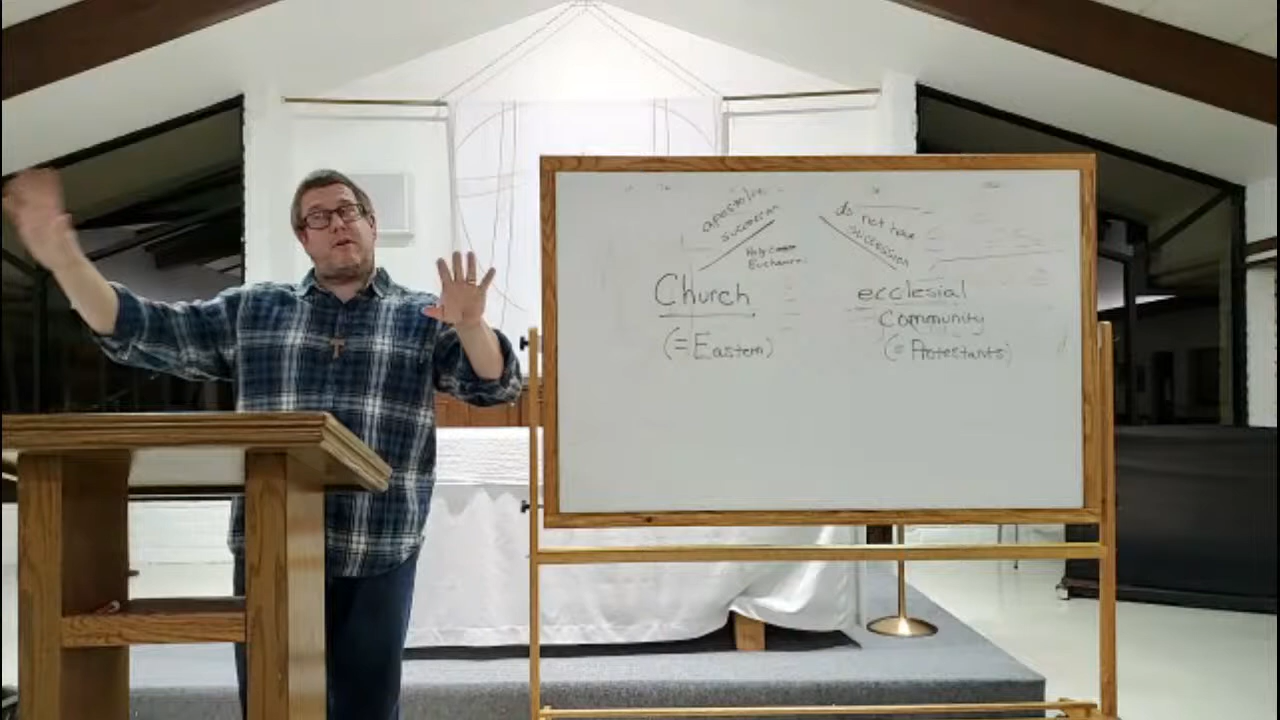 apostolic
succession
Holy
Eucharist
Church
(= Eastern)
do not have
succession
ecclesial
Community
(= Protestants)